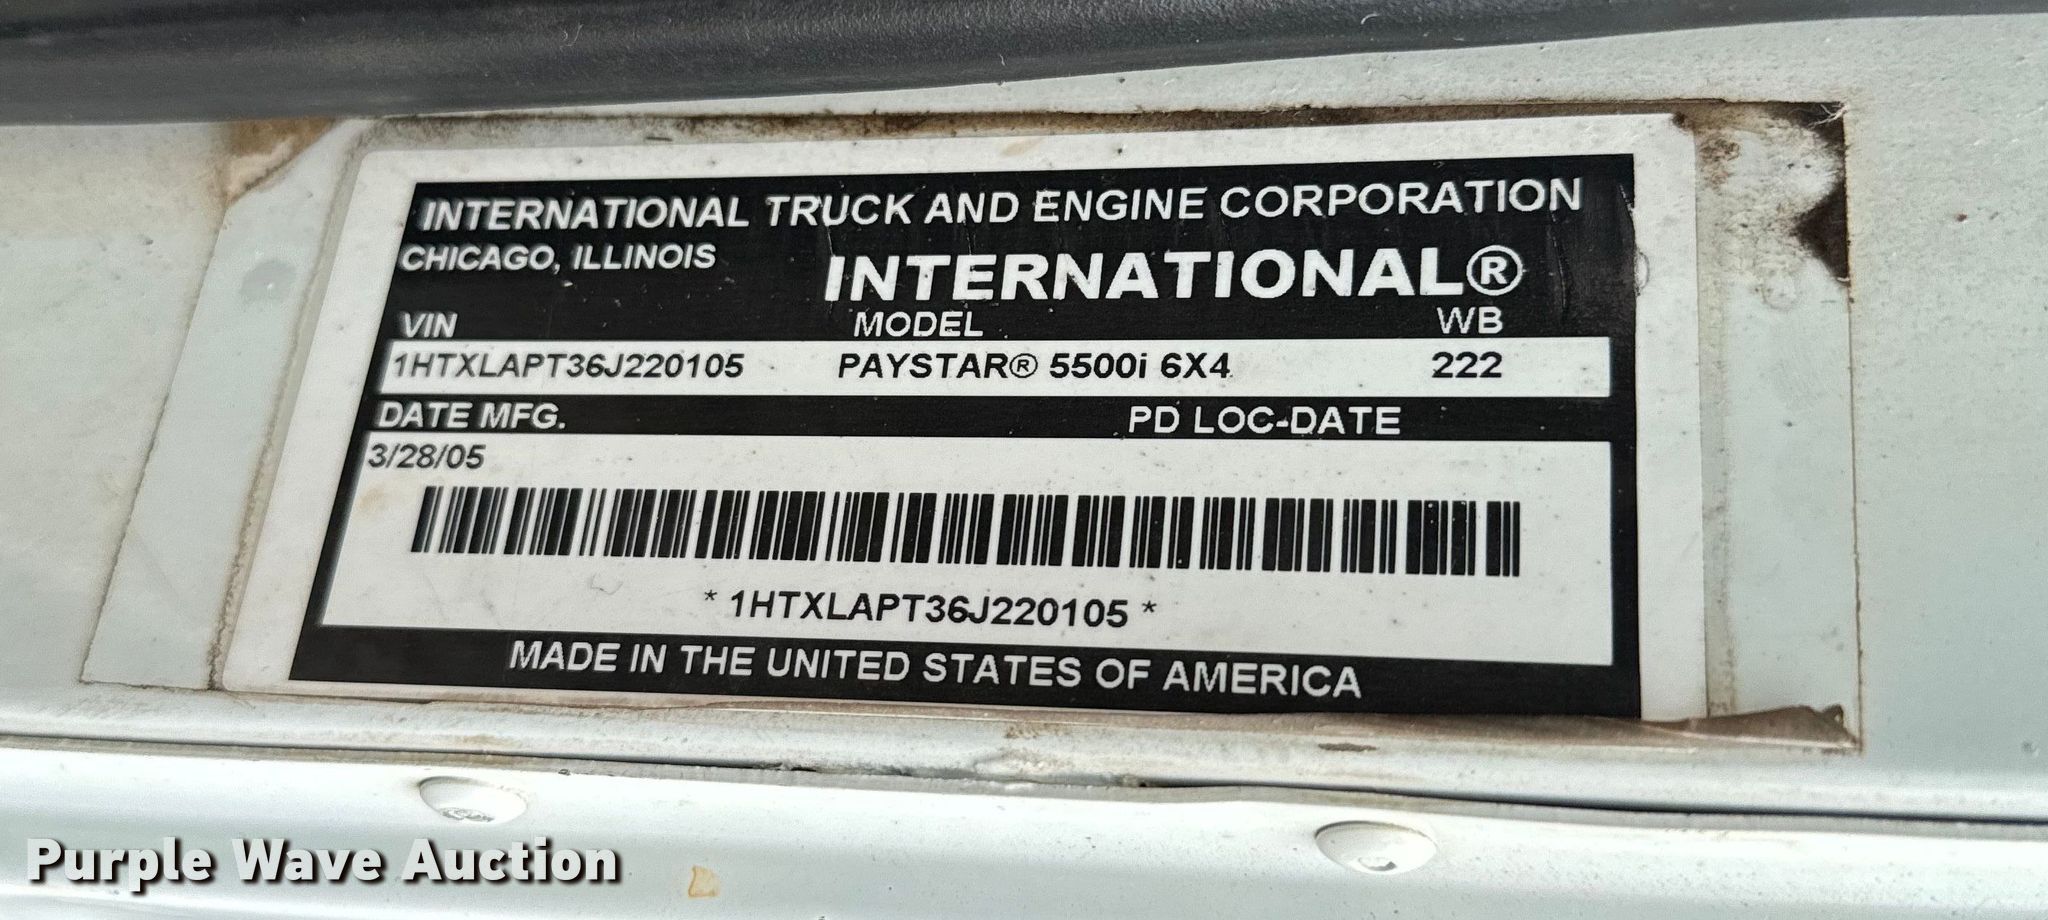 INTERNATIONAL TRUCK AND ENGINE CORPORATION
CHICAGO, ILLINOIS
INTERNATIONAL®
VIN MODEL WB
1HTXLAPT36J220105 PAYSTAR® 5500i 6X4 222
DATE MFG. PD LOC-DATE
3/28/05
* 1HTXLAPT36J220105 *
MADE IN THE UNITED STATES OF AMERICA
Purple Wave Auction